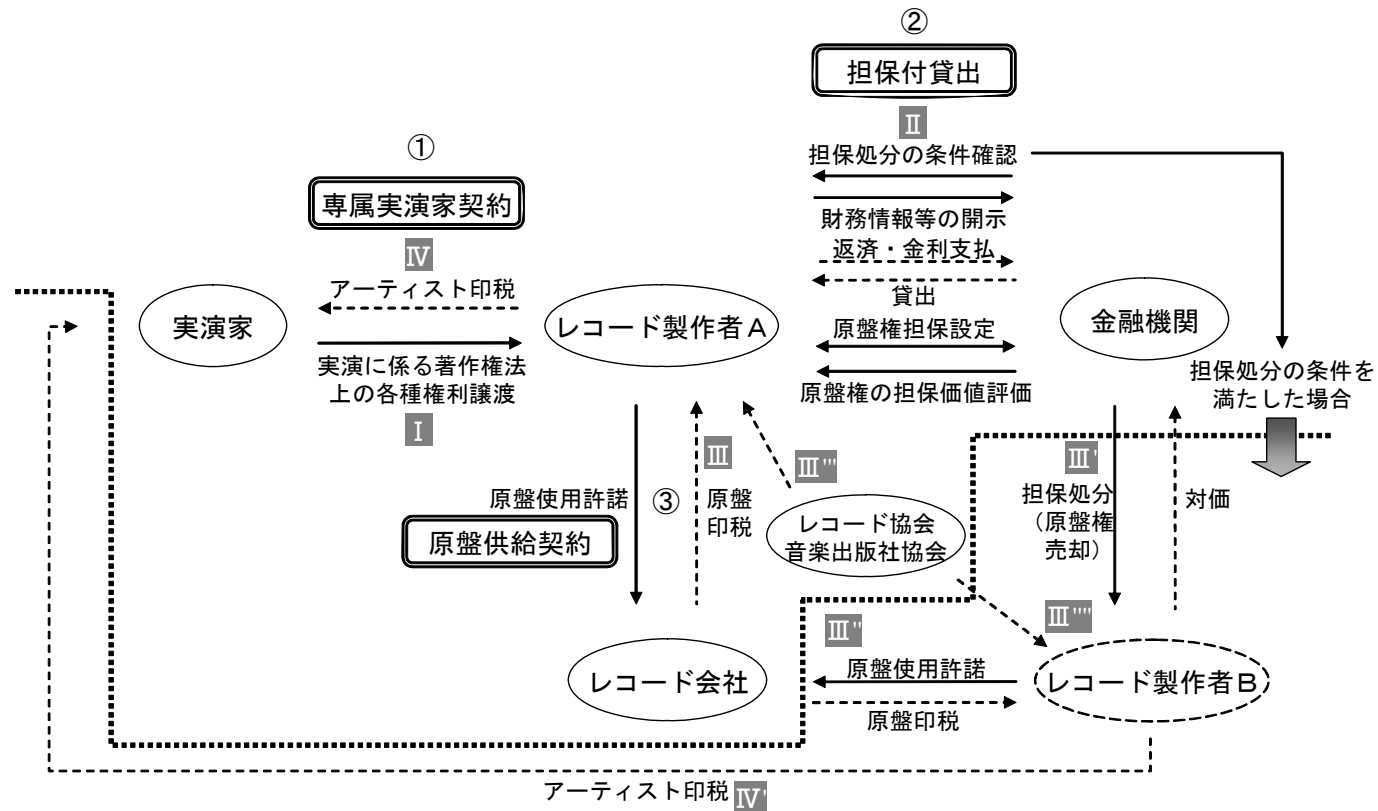 ②
担保付貸出
Ⅱ
担保処分の条件確認
①
専属実演家契約
Ⅳ
アーティスト印税
財務情報等の開示
返済・金利支払
貸出
実演家
レコード製作者A
原盤権担保設定
金融機関
実演に係る著作権法
上の各種権利譲渡
Ⅰ
原盤権の担保価値評価
担保処分の条件を
満たした場合
原盤使用許諾
③
原盤供給契約
Ⅲ
原盤
印税
Ⅲ'''
レコード協会
音楽出版社協会
Ⅲ'
担保処分
(原盤権
売却)
対価
レコード会社
Ⅲ''
原盤使用許諾
原盤印税
Ⅲ''''
レコード製作者B
アーティスト印税 Ⅳ'